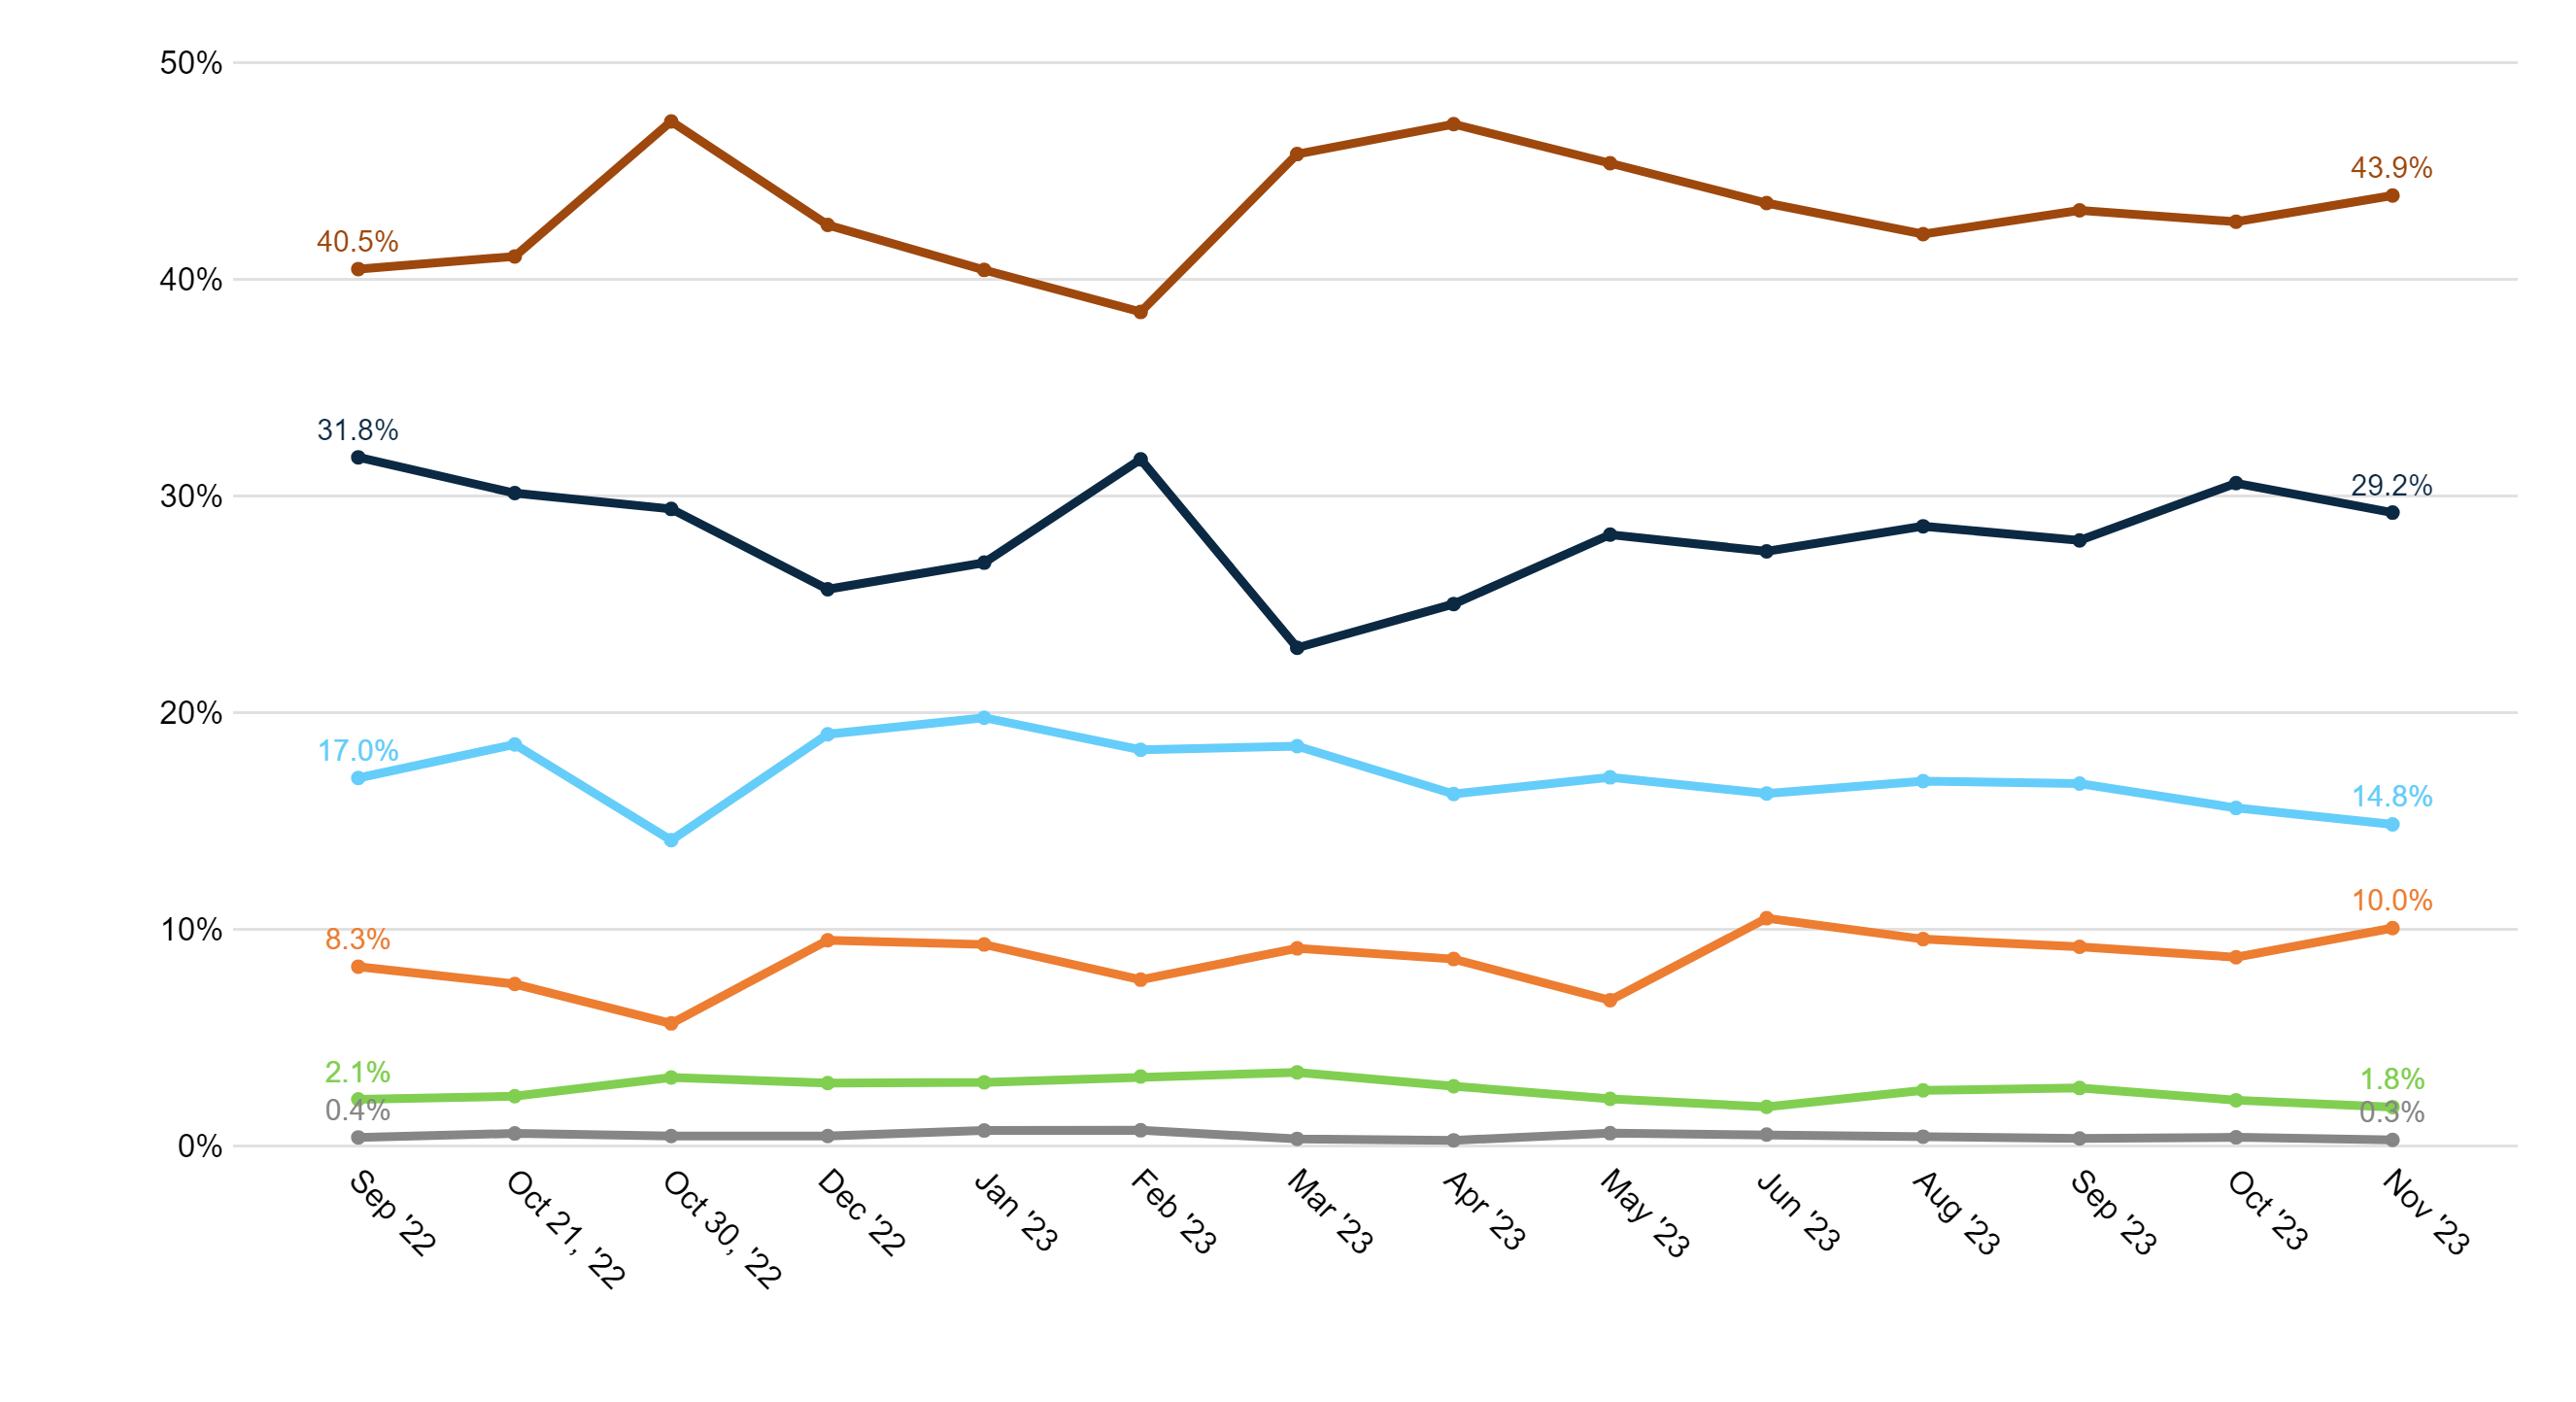 50%
43.9%
40.5%
40%
31.8%
29.2%
30%
20%
17.0%
14.8%
10.0%
10%
8.3%
2.1%
1.8%
0.4%
0.3%
0%
Sep '22
Oct 21, '22
Oct 30, '22
Dec '22
Jan '23
Feb '23
Mar '23
Apr '23
May '23
Jun '23
Aug '23
Sep '23
Oct '23
Nov '23